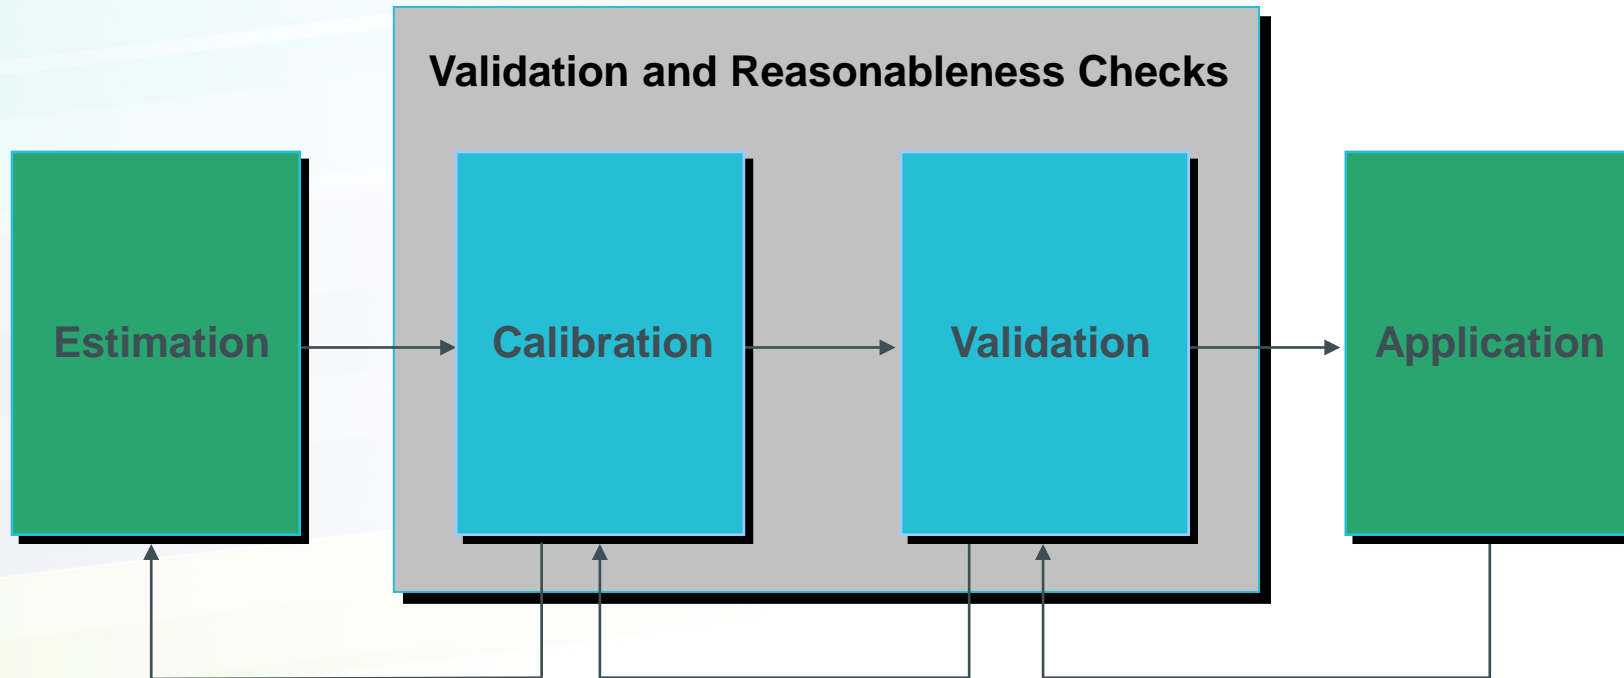 Validation and Reasonableness Checks
Estimation
Calibration
Validation
Application